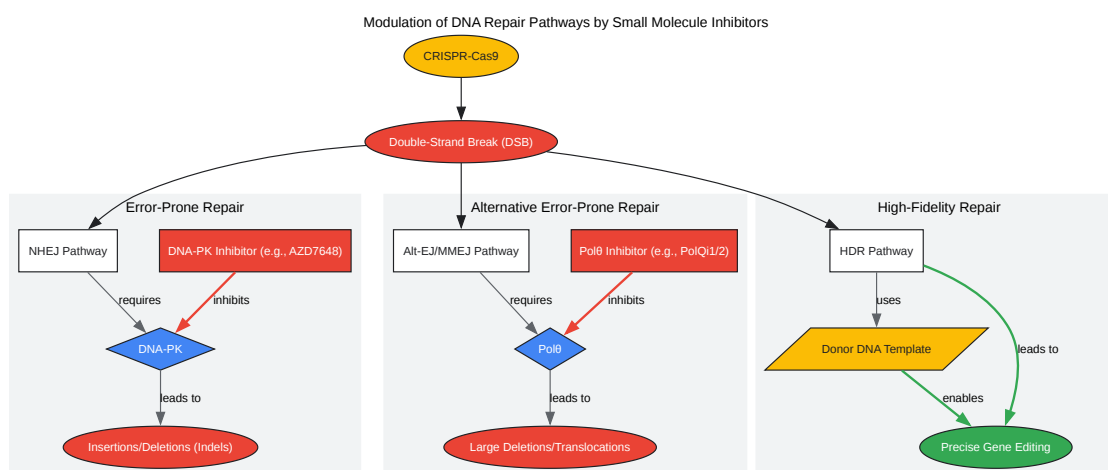 Modulation of DNA Repair Pathways by Small Molecule Inhibitors
CRISPR-Cas9
Double-Strand Break (DSB)
Error-Prone Repair
NHEJ Pathway
DNA-PK Inhibitor (e.g., AZD7648)
requires
inhibits
DNA-PK
leads to
Insertions/Deletions (Indels)
Alternative Error-Prone Repair
Alt-EJ/MMEJ Pathway
Polθ Inhibitor (e.g., PolQi1/2)
requires
inhibits
Polθ
leads to
Large Deletions/Translocations
High-Fidelity Repair
HDR Pathway
uses
Donor DNA Template
leads to
enables
Precise Gene Editing